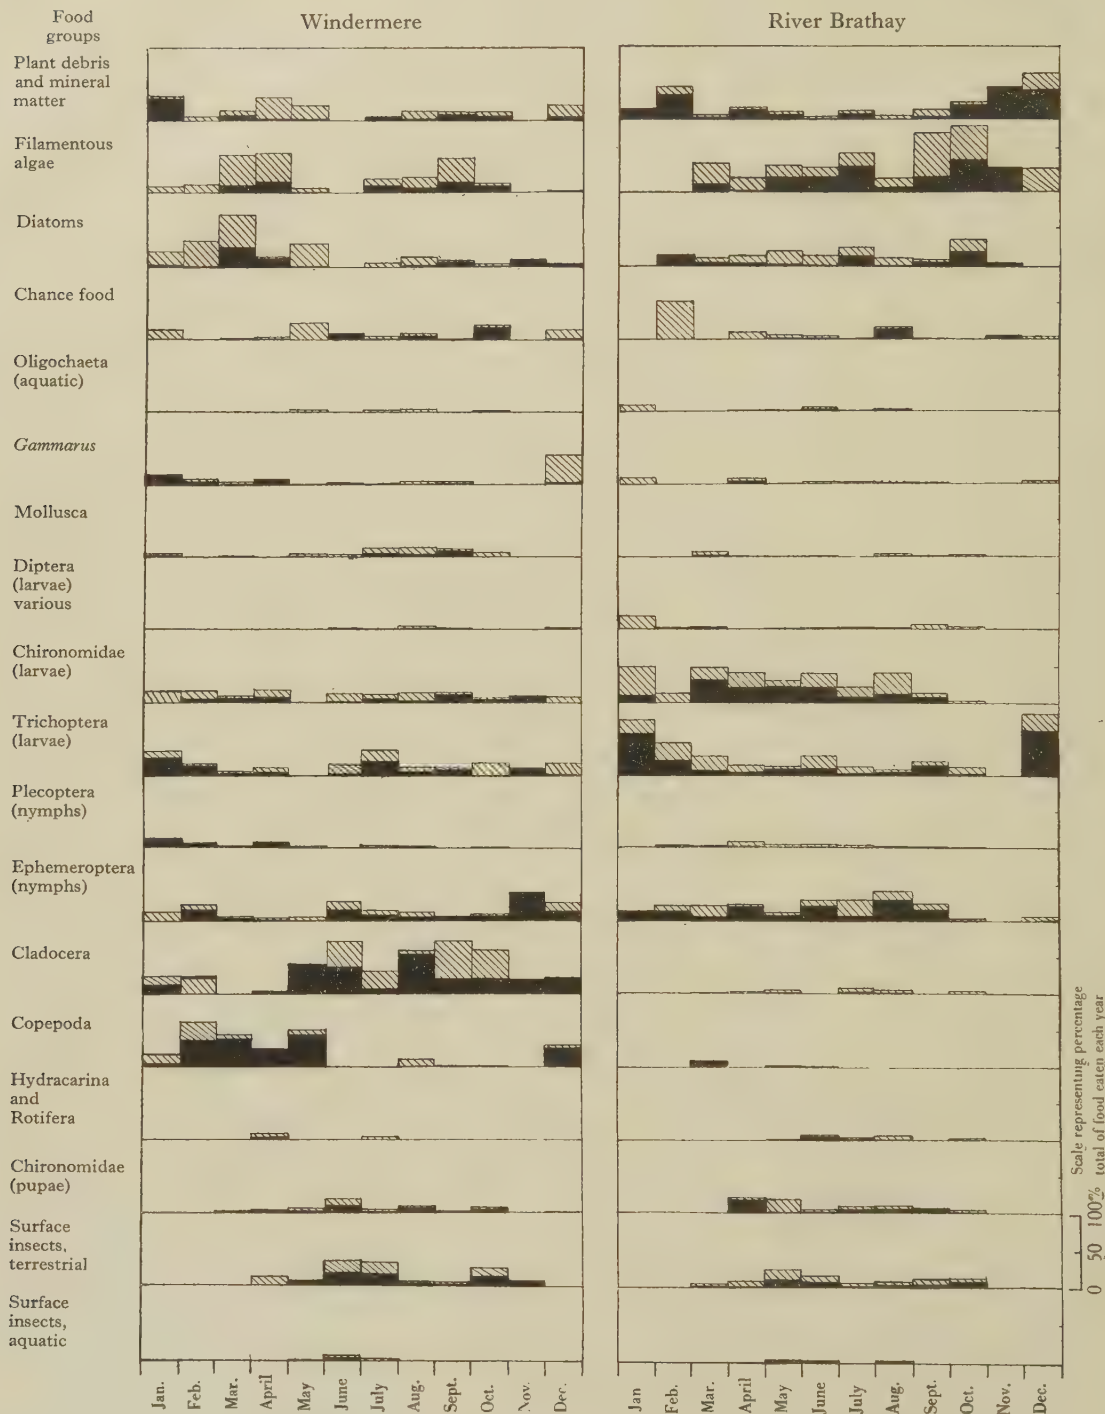 Food
groups
Windermere
River Brathay
Plant debris
and mineral
matter
Filamentous
algae
Diatoms
Chance food
Oligochaeta
(aquatic)
Gammarus
Mollusca
Diptera
(larvae)
various
Chironomidae
(larvae)
Trichoptera
(larvae)
Plecoptera
(nymphs)
Ephemeroptera
(nymphs)
Cladocera
Copepoda
Hydracarina
and
Rotifera
Chironomidae
(pupae)
Surface
insects,
terrestrial
Surface
insects,
aquatic
Scale representing percentage
total of food eaten each year
0 50 100%
Jan. Feb. Mar. April May June July Aug. Sept. Oct. Nov. Dec.
Jan Feb. Mar. April May June July Aug. Sept. Oct. Nov. Dec.